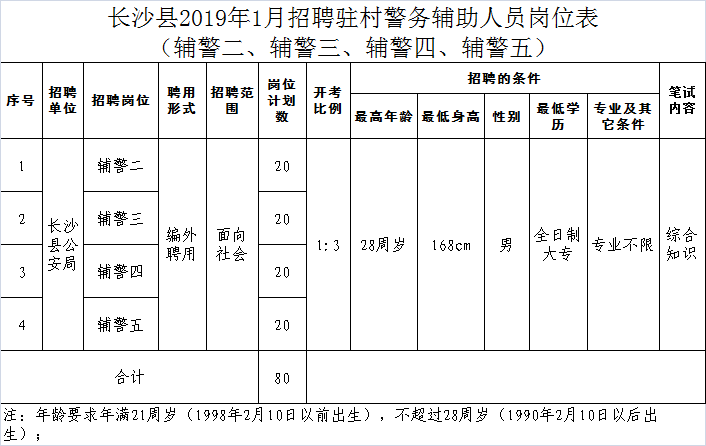 长沙县2019年1月招聘驻村警务辅助人员岗位表
（辅警二、辅警三、辅警四、辅警五）
序号 招聘单位 招聘岗位 聘用形式 招聘范围 岗位计划数 开考比例 招聘的条件 笔试内容
最高年龄 最低身高 性别 最低学历 专业及其它条件
1 长沙县公安局 辅警二 编外聘用 面向社会 20 1:3 28周岁 168cm 男 全日制大专 专业不限 综合知识
2 辅警三 20
3 辅警四 20
4 辅警五 20
合计 80
注：年龄要求年满21周岁（1998年2月10日以前出生），不超过28周岁（1990年2月10日以后出
生）；